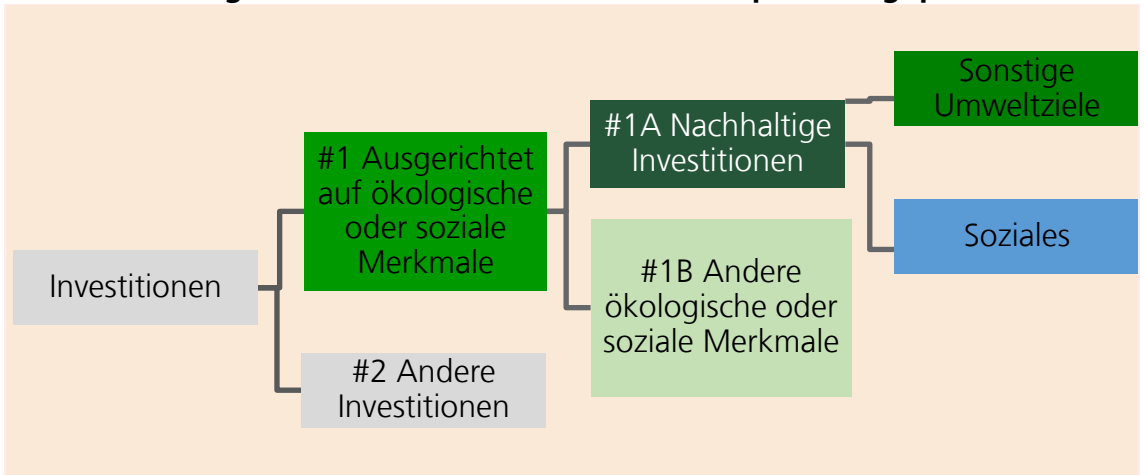 Sonstige
Umweltziele
#1A Nachhaltige
Investitionen
#1 Ausgerichtet
auf ökologische
oder soziale
Merkmale
Soziales
Investitionen
#1B Andere
ökologische oder
soziale Merkmale
#2 Andere
Investitionen